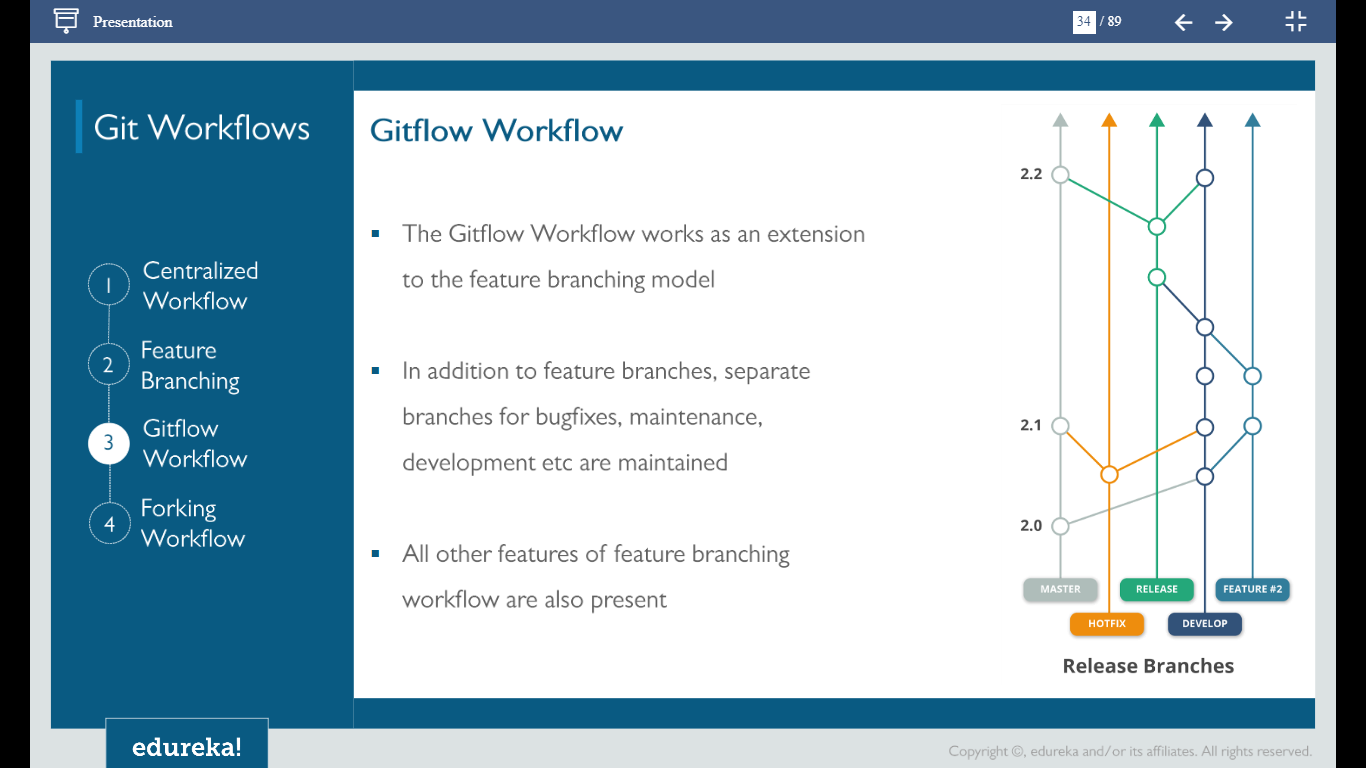 Presentation
34 / 89
Git Workflows
1
Centralized
Workflow
2
Feature
Branching
3
Gitflow
Workflow
4
Forking
Workflow
edureka!
Gitflow Workflow
▪ The Gitflow Workflow works as an extension
to the feature branching model
▪ In addition to feature branches, separate
branches for bugfixes, maintenance,
development etc are maintained
▪ All other features of feature branching
workflow are also present
2.2
2.1
2.0
MASTER
RELEASE
FEATURE #2
HOTFIX
DEVELOP
Release Branches
Copyright ©, edureka and/or its affiliates. All rights reserved.